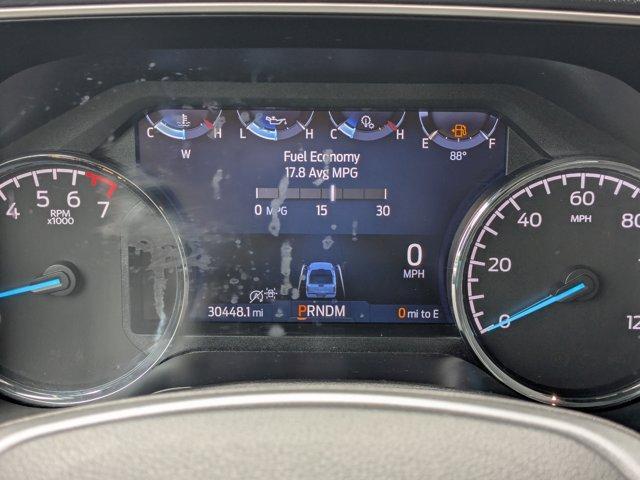 C H L H C H E F
W 88°
Fuel Economy
17.8 Avg MPG
0 MPG 15 30
4 5 6 7
RPM
x1000
0
MPH
0 20 40 60 80
MPH
30448.1 mi PRNDM 0 mi to E